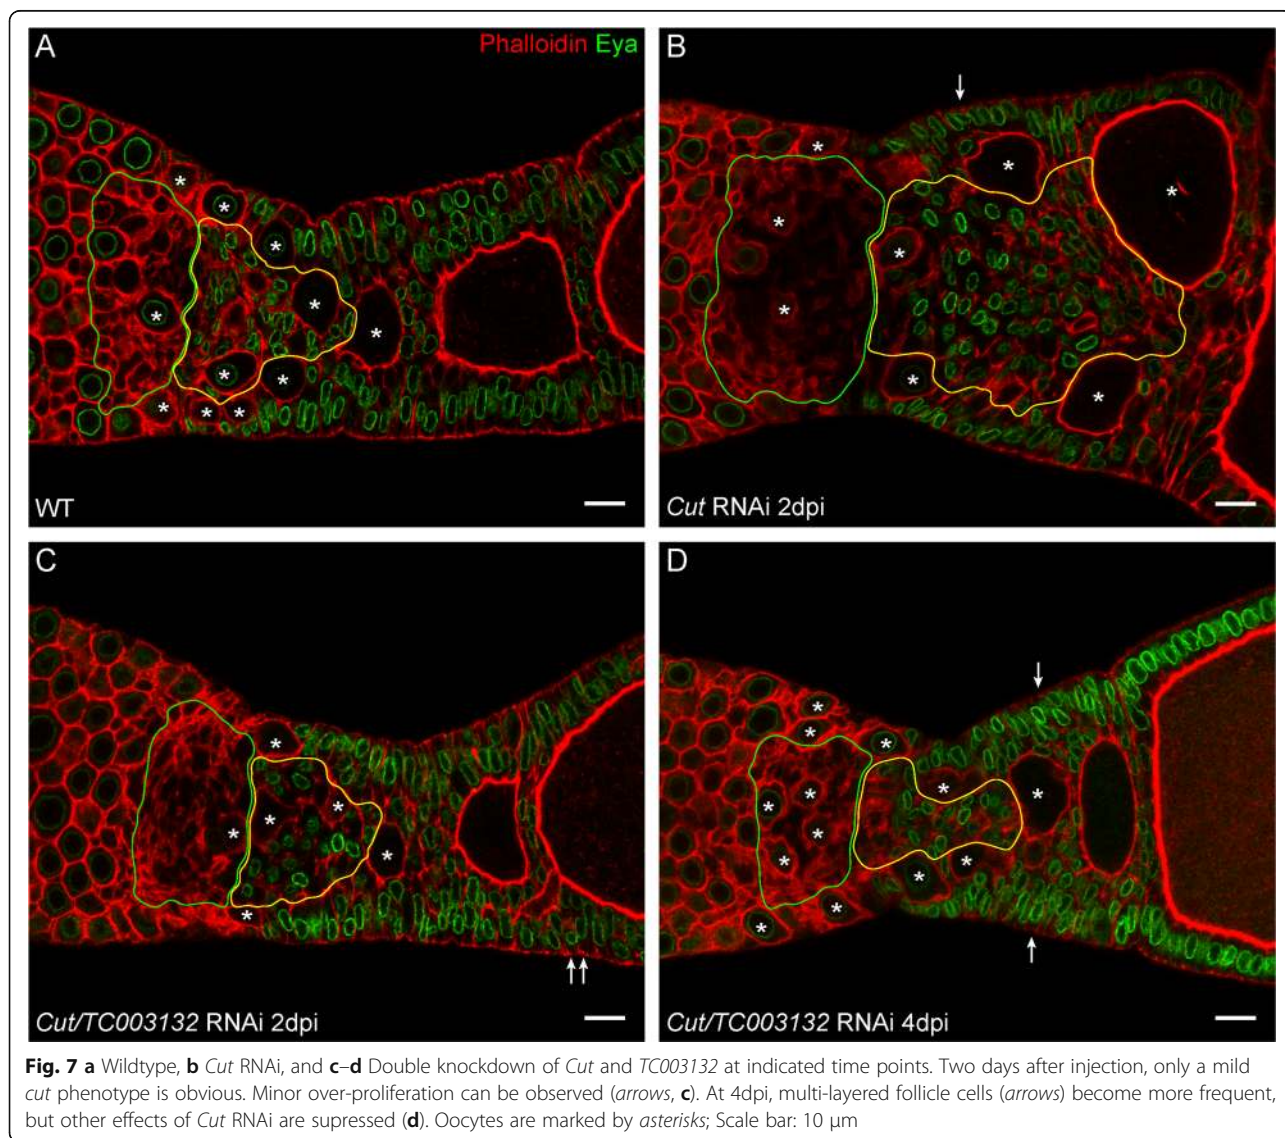 A
Phalloidin Eya
B
WT
Cut RNAi 2dpi
C
D
Cut/TC003132 RNAi 2dpi
Cut/TC003132 RNAi 4dpi
Fig. 7 a Wildtype, b Cut RNAi, and c–d Double knockdown of Cut and TC003132 at indicated time points. Two days after injection, only a mild
cut phenotype is obvious. Minor over-proliferation can be observed (arrows, c). At 4dpi, multi-layered follicle cells (arrows) become more frequent,
but other effects of Cut RNAi are supressed (d). Oocytes are marked by asterisks; Scale bar: 10 μm